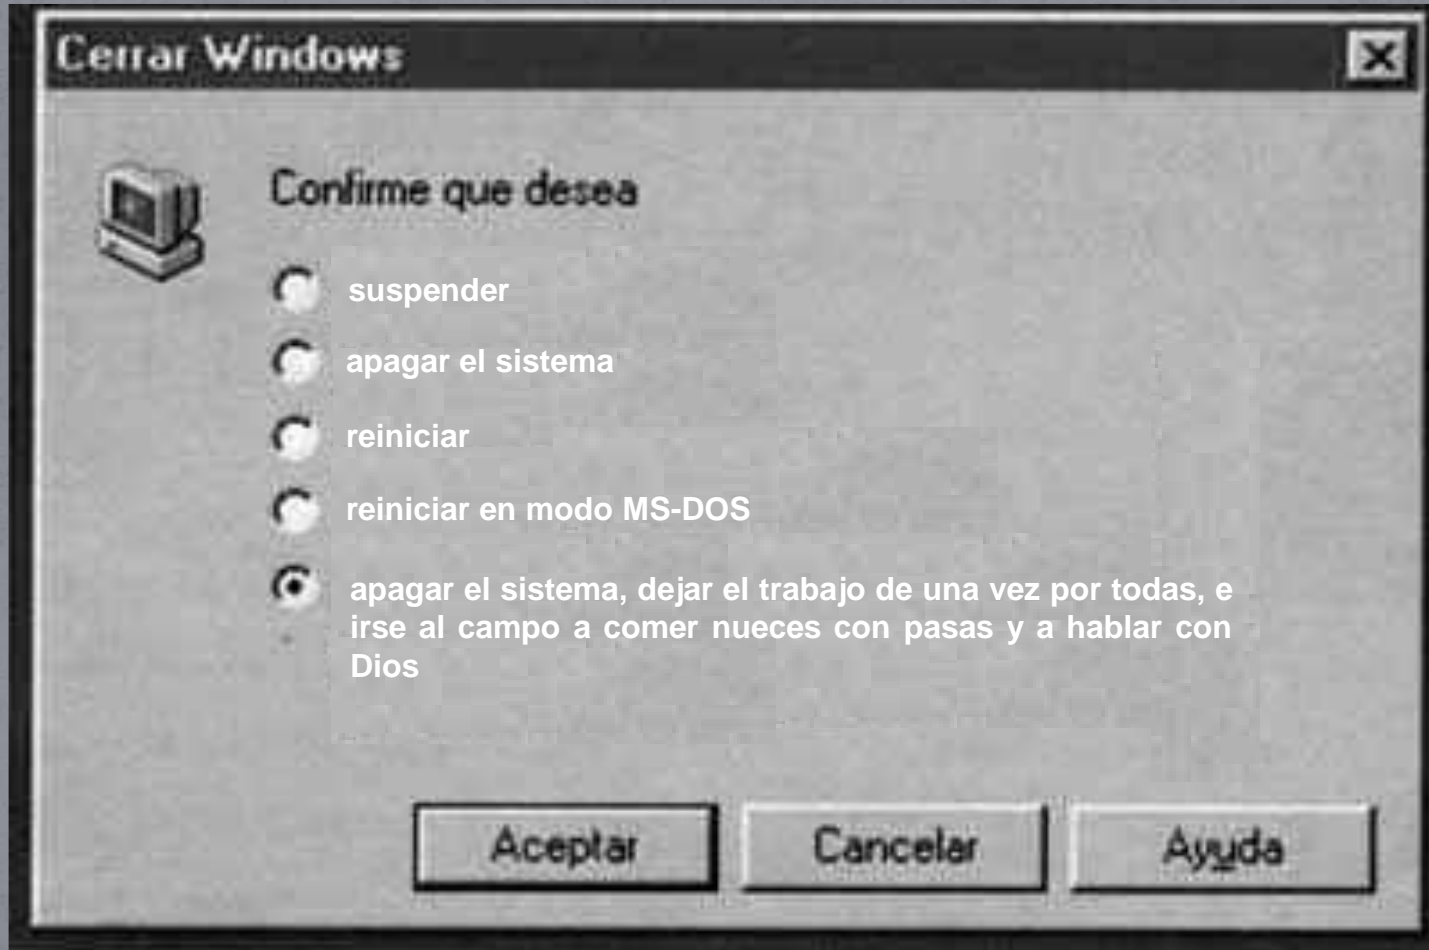 Cerrar Windows
Confirme que desea
suspender
apagar el sistema
reiniciar
reiniciar en modo MS-DOS
apagar el sistema, dejar el trabajo de una vez por todas, e
irse al campo a comer nueces con pasas y a hablar con
Dios
Aceptar
Cancelar
Ayuda